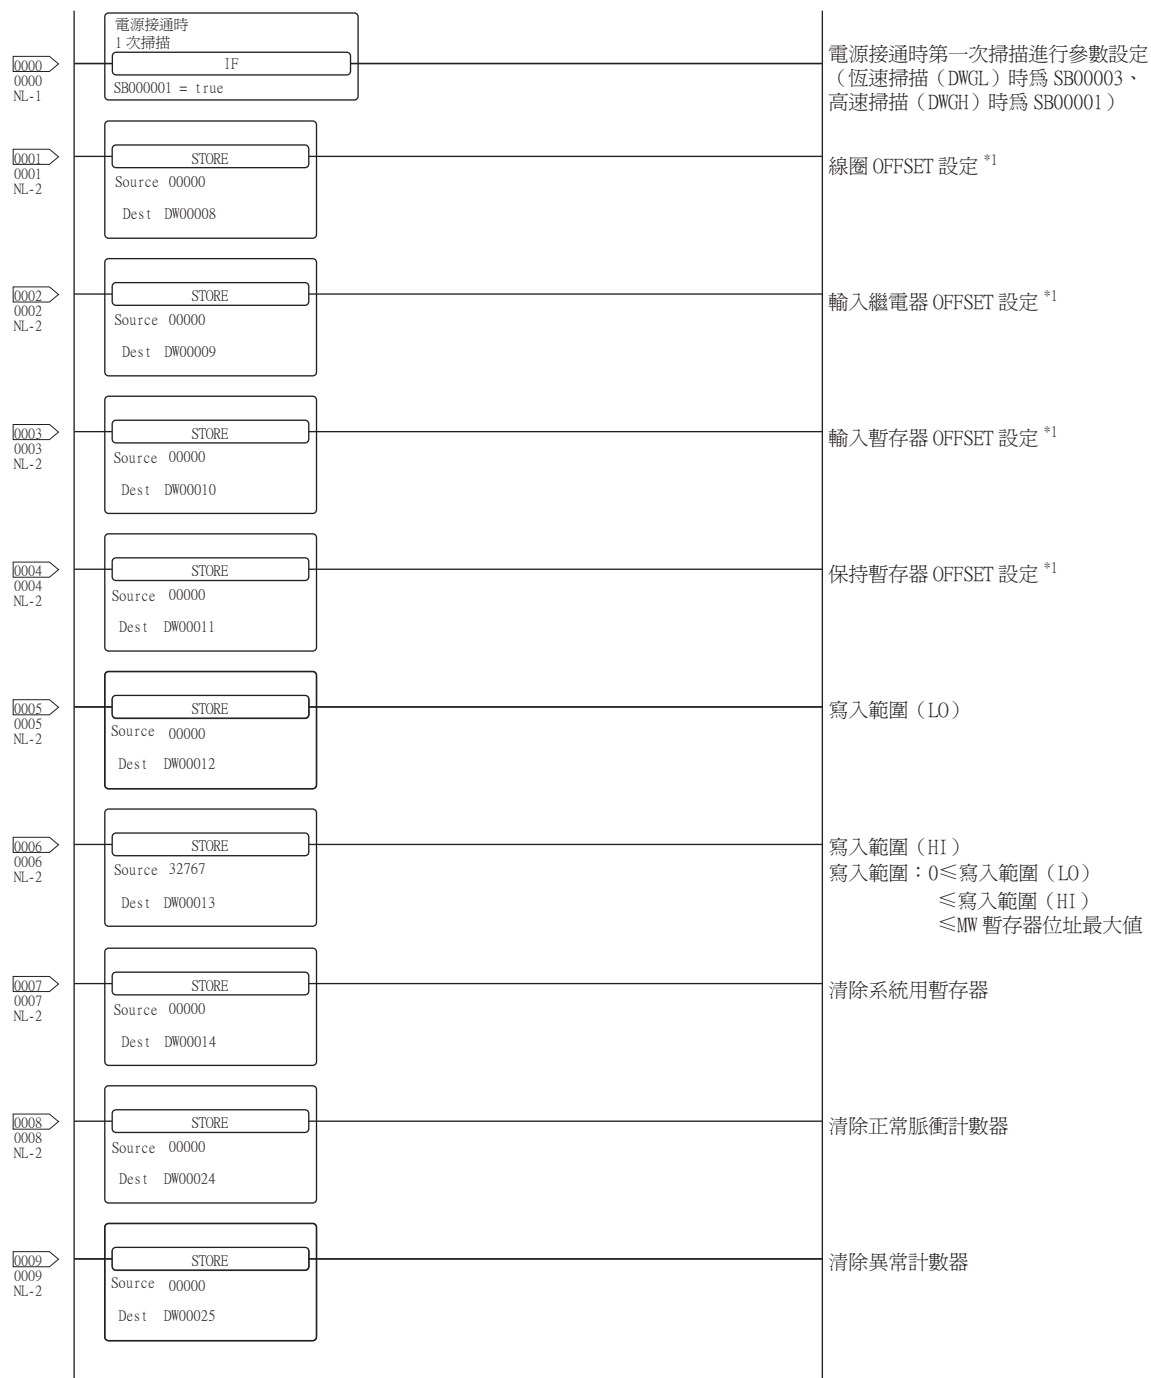 電源接通時
1 次掃描
0000
0000
NL-1
IF
SB000001 = true
電源接通時第一次掃描進行參數設定
（恆速掃描（DWGL）時爲 SB00003、
高速掃描（DWGH）時爲 SB00001）
0001
0001
NL-2
STORE
Source 00000
Dest DW00008
線圈 OFFSET 設定 *1
0002
0002
NL-2
STORE
Source 00000
Dest DW00009
輸入繼電器 OFFSET 設定 *1
0003
0003
NL-2
STORE
Source 00000
Dest DW00010
輸入暫存器 OFFSET 設定 *1
0004
0004
NL-2
STORE
Source 00000
Dest DW00011
保持暫存器 OFFSET 設定 *1
0005
0005
NL-2
STORE
Source 00000
Dest DW00012
寫入範圍（LO）
0006
0006
NL-2
STORE
Source 32767
Dest DW00013
寫入範圍（HI）
寫入範圍：0≤寫入範圍（LO）
≤寫入範圍（HI）
≤MW 暫存器位址最大值
0007
0007
NL-2
STORE
Source 00000
Dest DW00014
清除系統用暫存器
0008
0008
NL-2
STORE
Source 00000
Dest DW00024
清除正常脈衝計數器
0009
0009
NL-2
STORE
Source 00000
Dest DW00025
清除異常計數器